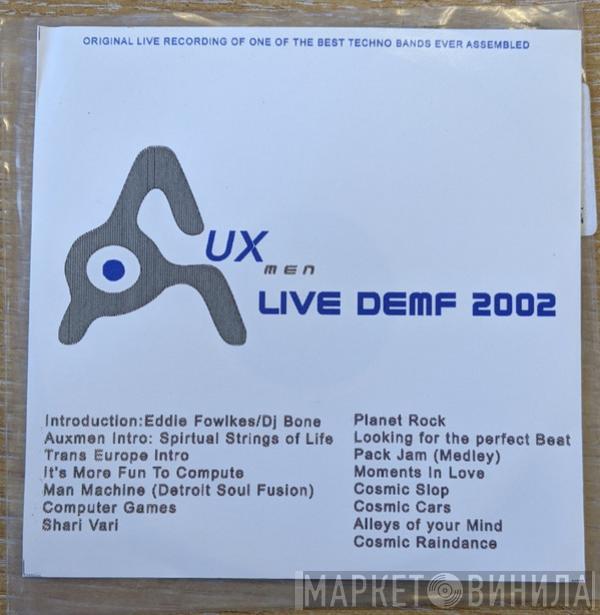 ORIGINAL LIVE RECORDING OF ONE OF THE BEST TECHNO BANDS EVER ASSEMBLED
UX
men
LIVE DEMF 2002
Introduction:Eddie Fowlkes/Dj Bone
Auxmen Intro: Spirtual Strings of Life
Trans Europe Intro
It's More Fun To Compute
Man Machine (Detroit Soul Fusion)
Computer Games
Shari Vari
Planet Rock
Looking for the perfect Beat
Pack Jam (Medley)
Moments In Love
Cosmic Slop
Cosmic Cars
Alleys of your Mind
Cosmic Raindance
МАРКЕТ ВИНИЛА